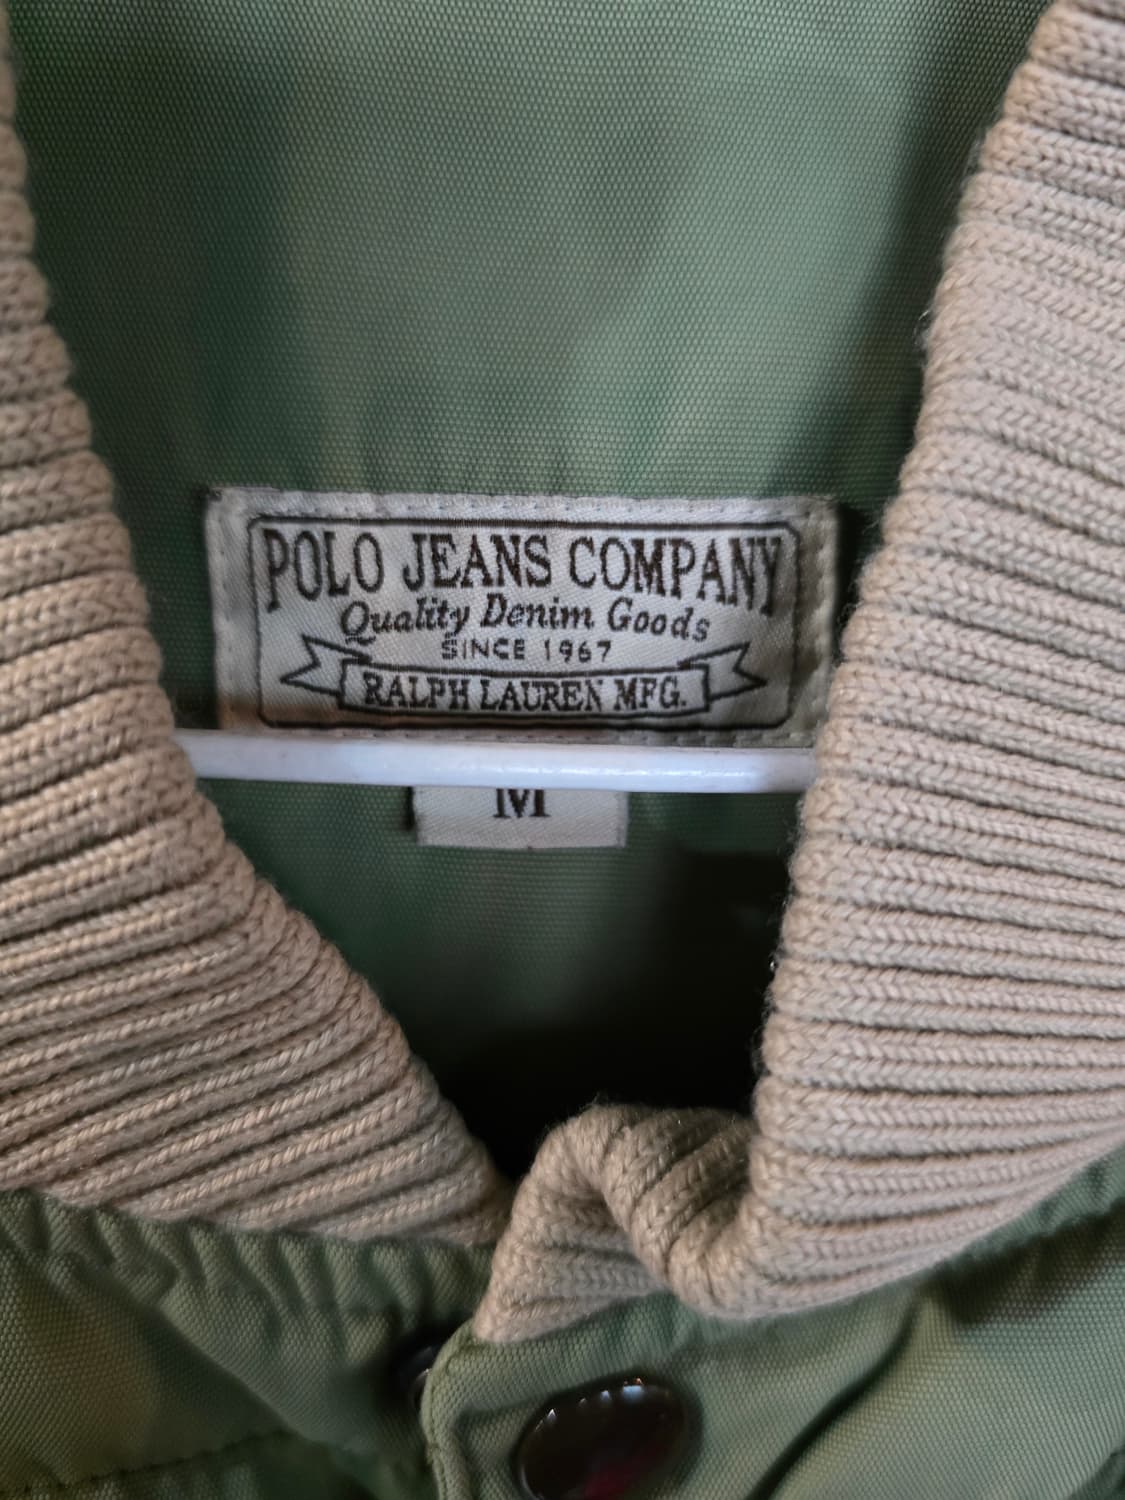 POLO JEANS COMPANY
Quality Denim Goods
SINCE 1967
RALPH LAUREN MFG.
M